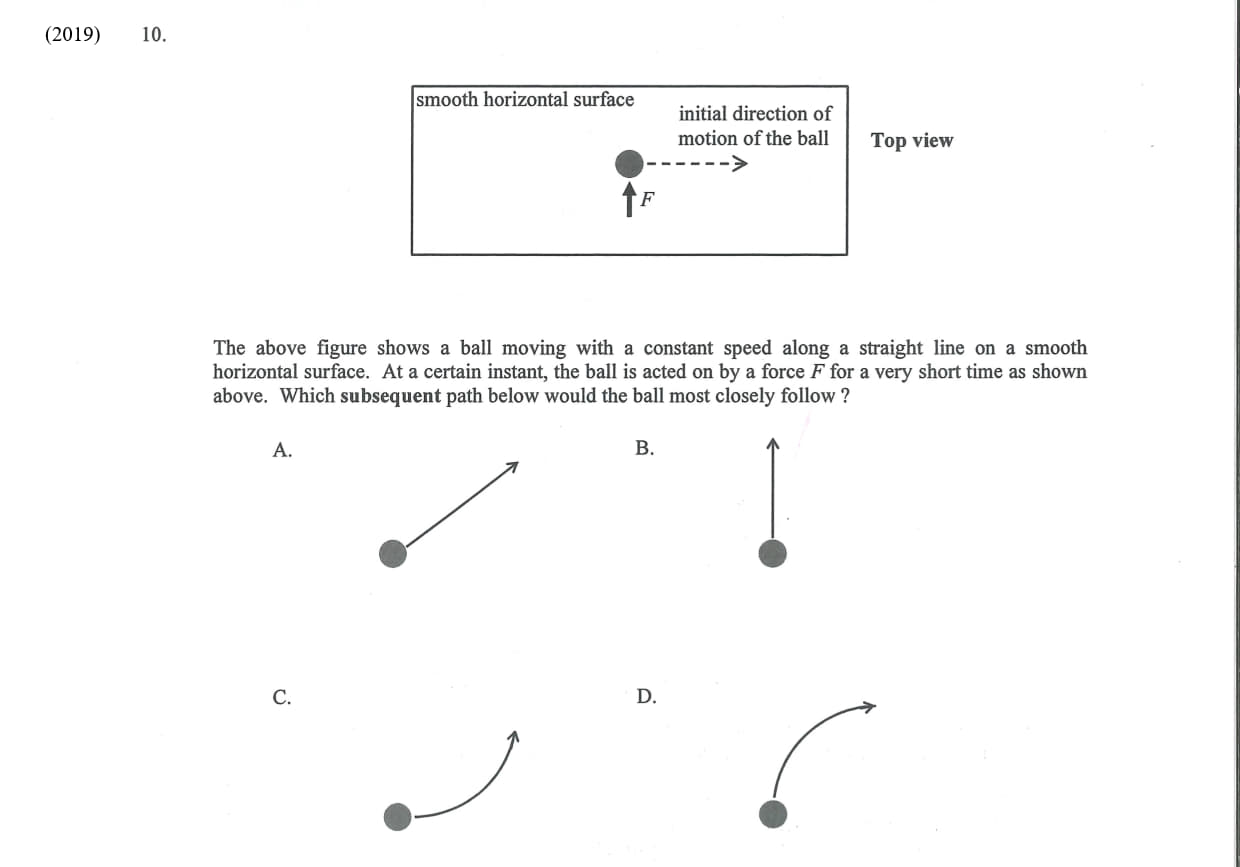 (2019) 10.
smooth horizontal surface
initial direction of
motion of the ball
Top view
F
The above figure shows a ball moving with a constant speed along a straight line on a smooth
horizontal surface. At a certain instant, the ball is acted on by a force F for a very short time as shown
above. Which subsequent path below would the ball most closely follow ?
A.
B.
C.
D.